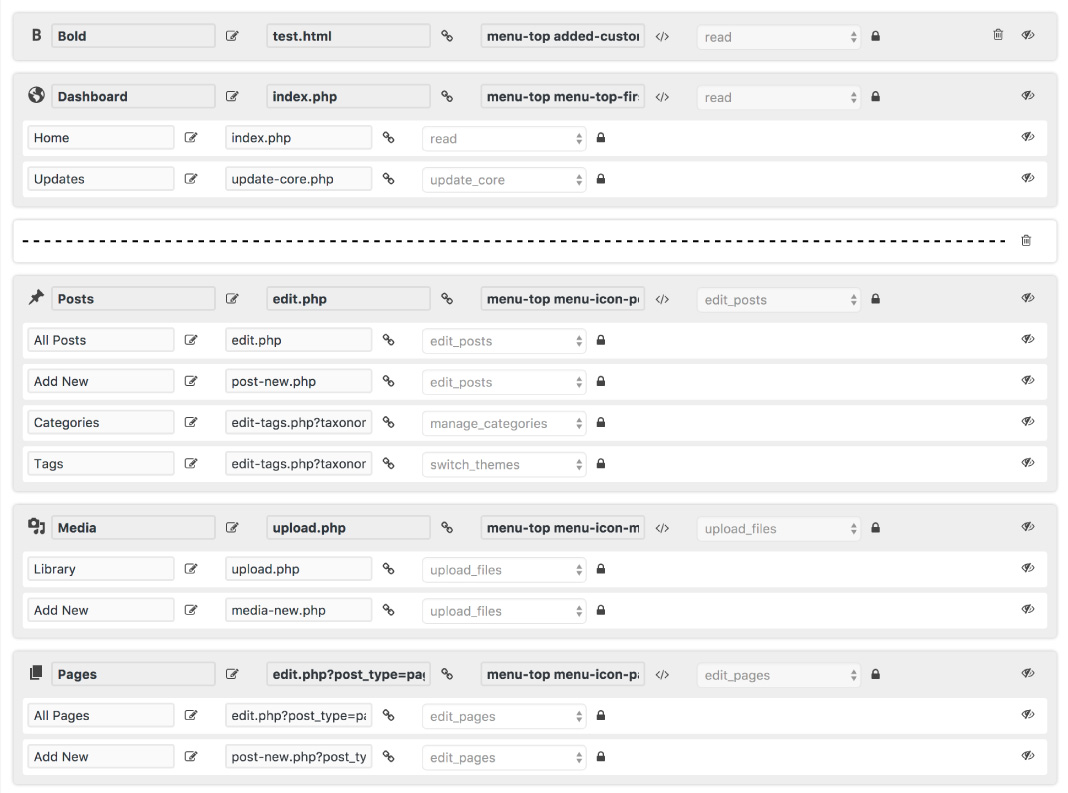 B Bold test.html menu-top added-custor </> read
Dashboard index.php menu-top menu-top-fir </> read
Home index.php read
Updates update-core.php update_core
Posts edit.php menu-top menu-icon-p </> edit_posts
All Posts edit.php edit_posts
Add New post-new.php edit_posts
Categories edit-tags.php?taxonor manage_categories
Tags edit-tags.php?taxonor switch_themes
Media upload.php menu-top menu-icon-m </> upload_files
Library upload.php upload_files
Add New media-new.php upload_files
Pages edit.php?post_type=pag menu-top menu-icon-pa </> edit_pages
All Pages edit.php?post_type=pa edit_pages
Add New post-new.php?post_ty edit_pages